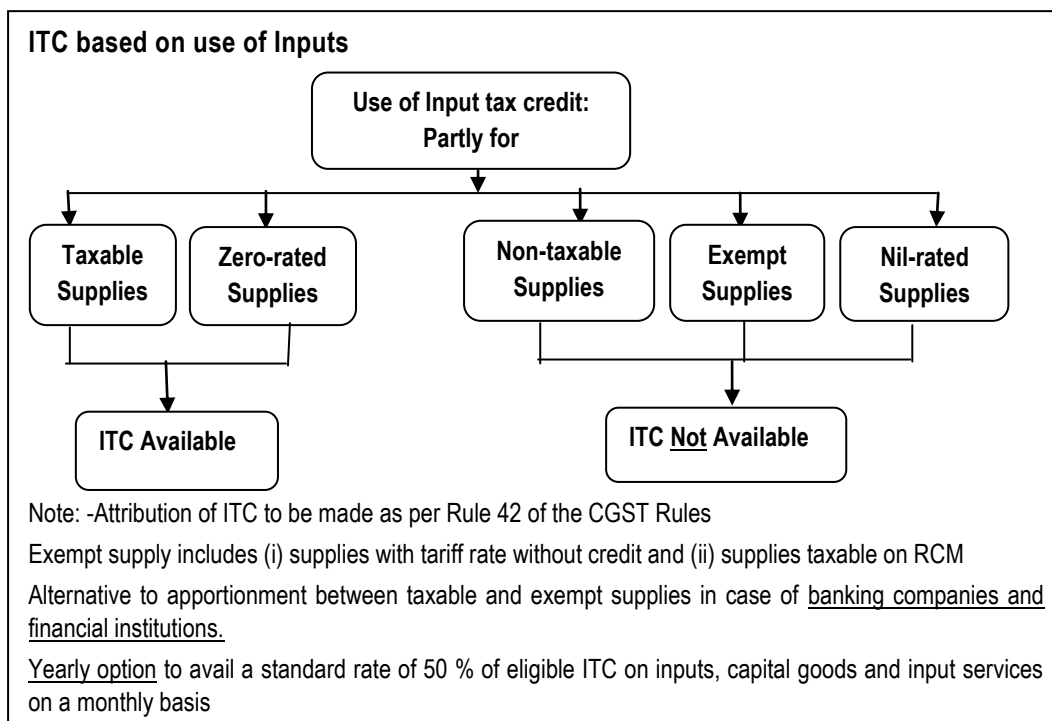 ITC based on use of Inputs
Use of Input tax credit:
Partly for
Taxable
Supplies
Zero-rated
Supplies
Non-taxable
Supplies
Exempt
Supplies
Nil-rated
Supplies
ITC Available
ITC Not Available
Note: -Attribution of ITC to be made as per Rule 42 of the CGST Rules
Exempt supply includes (i) supplies with tariff rate without credit and (ii) supplies taxable on RCM
Alternative to apportionment between taxable and exempt supplies in case of banking companies and
financial institutions.
Yearly option to avail a standard rate of 50 % of eligible ITC on inputs, capital goods and input services
on a monthly basis